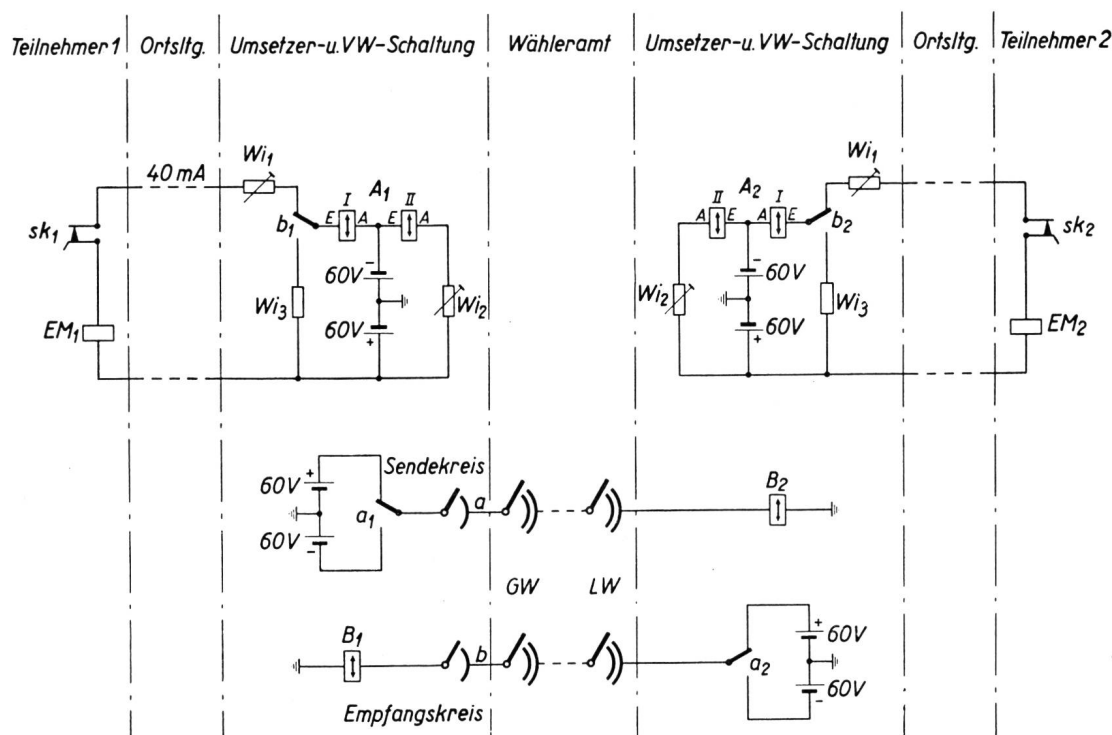 Teilnehmer 1 Ortsltg. Umsetzer-u.VW-Schaltung Wähleramt Umsetzer-u.VW-Schaltung Ortsltg. Teilnehmer 2
40 mA Wi1 A1 A2 Wi1
I II II I
E A E A A E A E
sk1 b1 b2 sk2
60V - - 60V
Wi3 Wi2 Wi2 Wi3
EM1 60V + + 60V EM2
Sendekreis
60V + a B2
a1
60V -
GW LW
B1 b + 60V
a2
- 60V
Empfangskreis